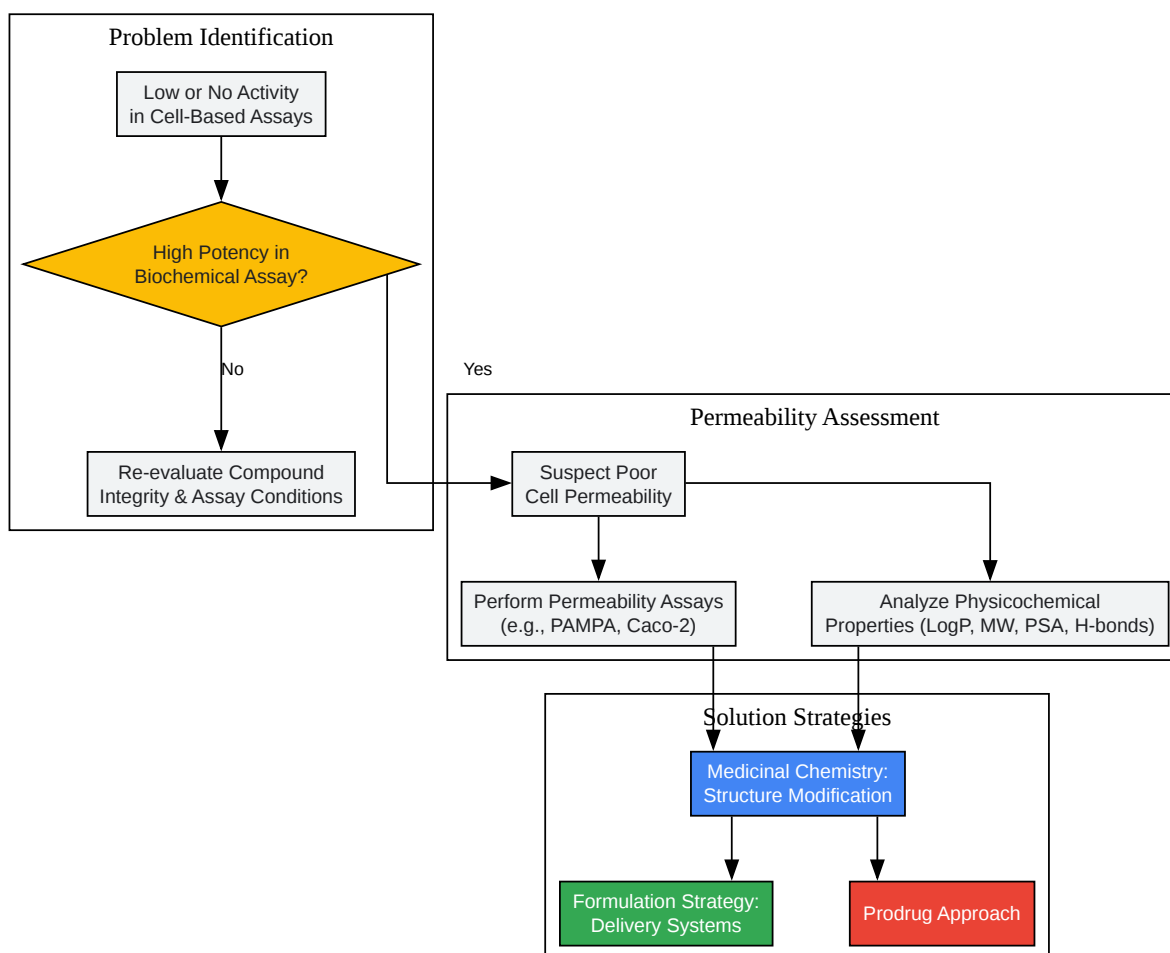 Problem Identification
Low or No Activity
in Cell-Based Assays
High Potency in
Biochemical Assay?
No
Yes
Re-evaluate Compound
Integrity & Assay Conditions
Permeability Assessment
Suspect Poor
Cell Permeability
Perform Permeability Assays
(e.g., PAMPA, Caco-2)
Analyze Physicochemical
Properties (LogP, MW, PSA, H-bonds)
Solution Strategies
Medicinal Chemistry:
Structure Modification
Formulation Strategy:
Delivery Systems
Prodrug Approach